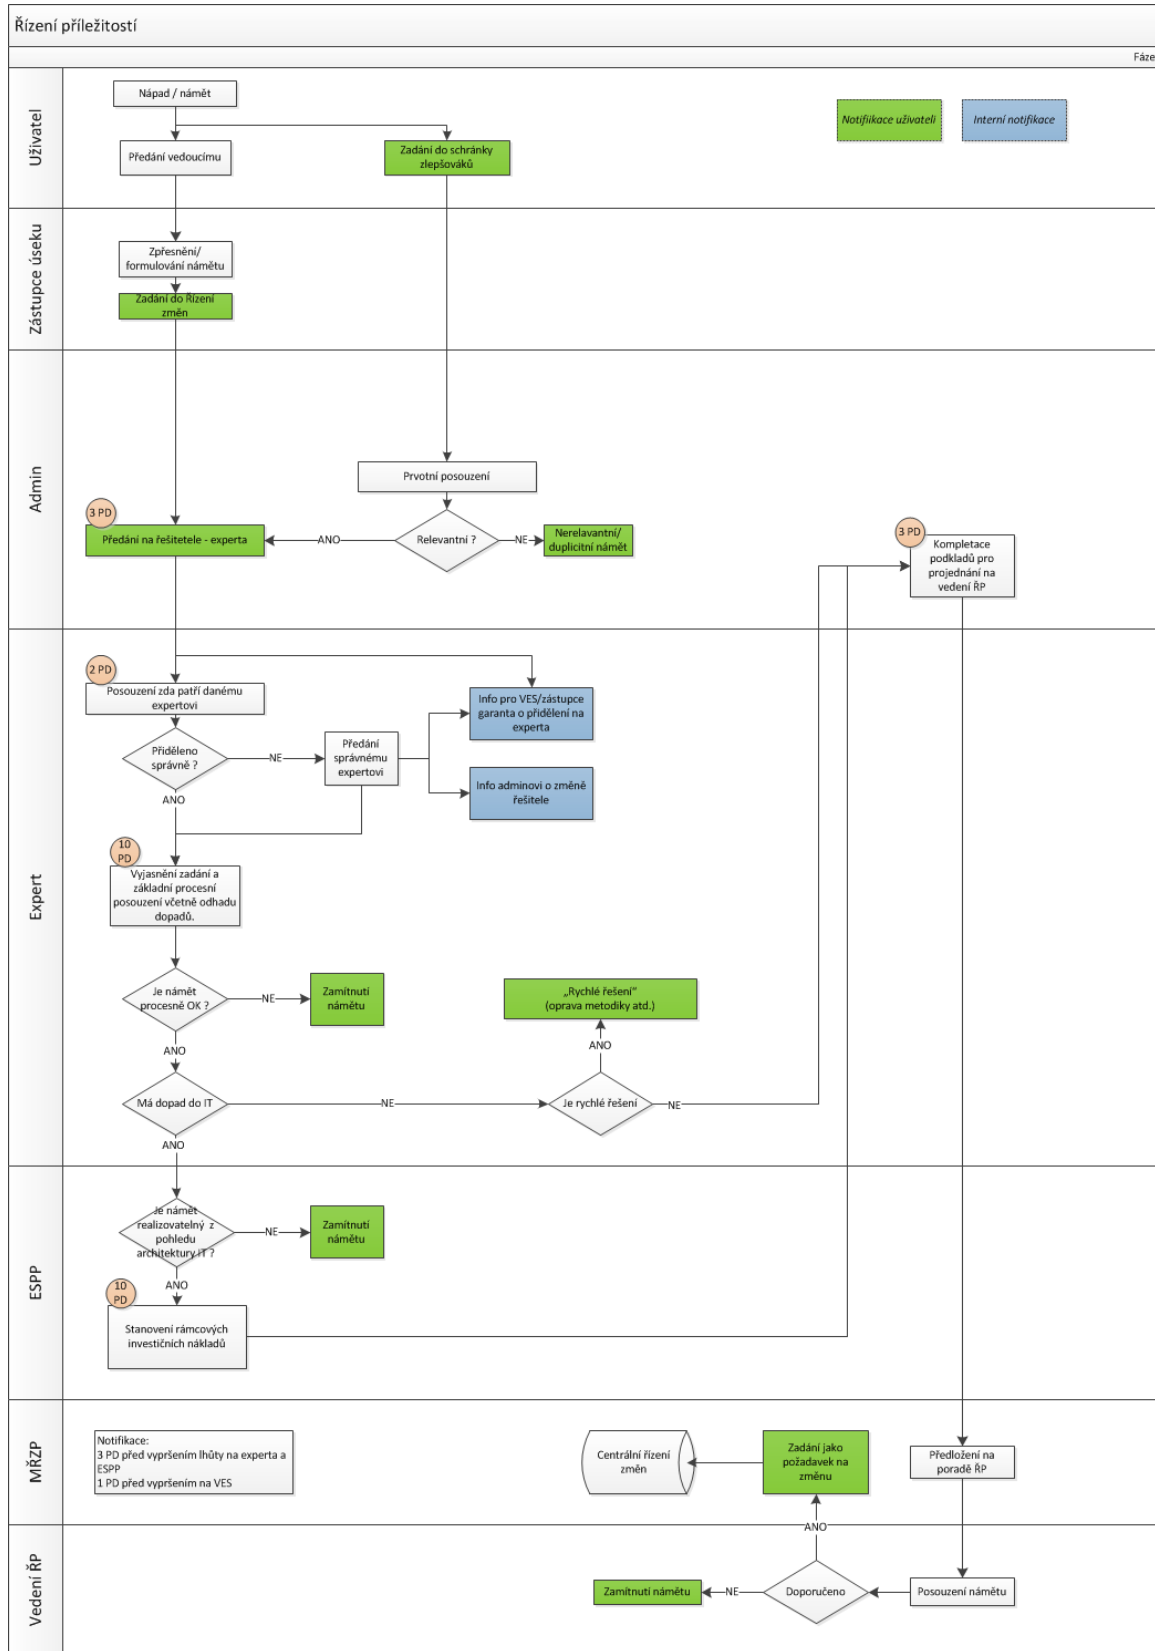 Řízení příležitostí
Fáze
Uživatel
Nápad / námět
Notifiikace uživateli
Interní notifikace
Předání vedoucímu
Zadání do schránky
zlepšováků
Zástupce úseku
Zpřesnění/
formulování námětu
Zadání do Řízení
změn
Admin
Prvotní posouzení
3 PD
Předání na řešitetele - experta
ANO
Relevantní ?
NE
Nerelavantní/
duplicitní námět
3 PD
Kompletace
podkladů pro
projednání na
vedení ŘP
Expert
2 PD
Posouzení zda patří danému
expertovi
Info pro VES/zástupce
garanta o přidělení na
experta
Přiděleno
správně ?
NE
Předání
správnému
expertovi
Info adminovi o změně
řešitele
ANO
10
PD
Vyjasnění zadání a
základní procesní
posouzení včetně odhadu
dopadů.
Je námět
procesně OK ?
NE
Zamítnutí
námětu
„Rychlé řešení“
(oprava metodiky atd.)
ANO
ANO
Má dopad do IT
NE
Je rychlé řešení
NE
ANO
ESPP
Je námět
realizovatelný z
pohledu
architektury IT ?
NE
Zamítnutí
námětu
ANO
10
PD
Stanovení rámcových
investičních nákladů
MŘZP
Notifikace:
3 PD před vypršením lhůty na experta a
ESPP
1 PD před vypršením na VES
Centrální řízení
změn
Zadání jako
požadavek na
změnu
Předložení na
poradě ŘP
ANO
Vedení ŘP
Zamítnutí námětu
NE
Doporučeno
Posouzení námětu